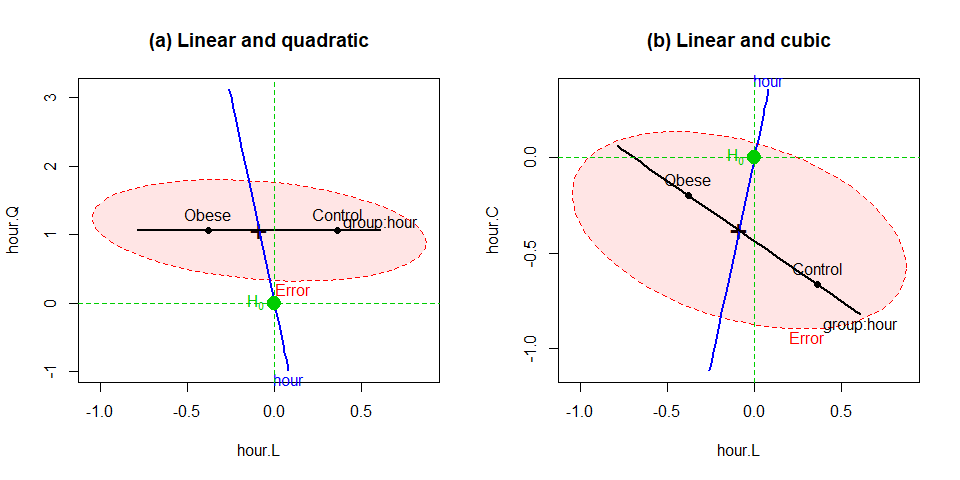 (a) Linear and quadratic
hour.Q
3
2
1
0
-1
Obese
Control
group:hour
Error
H0
hour
-1.0 -0.5 0.0 0.5
hour.L
(b) Linear and cubic
hour.C
0.0
-0.5
-1.0
hour
H0
Obese
Control
group:hour
Error
-1.0 -0.5 0.0 0.5
hour.L